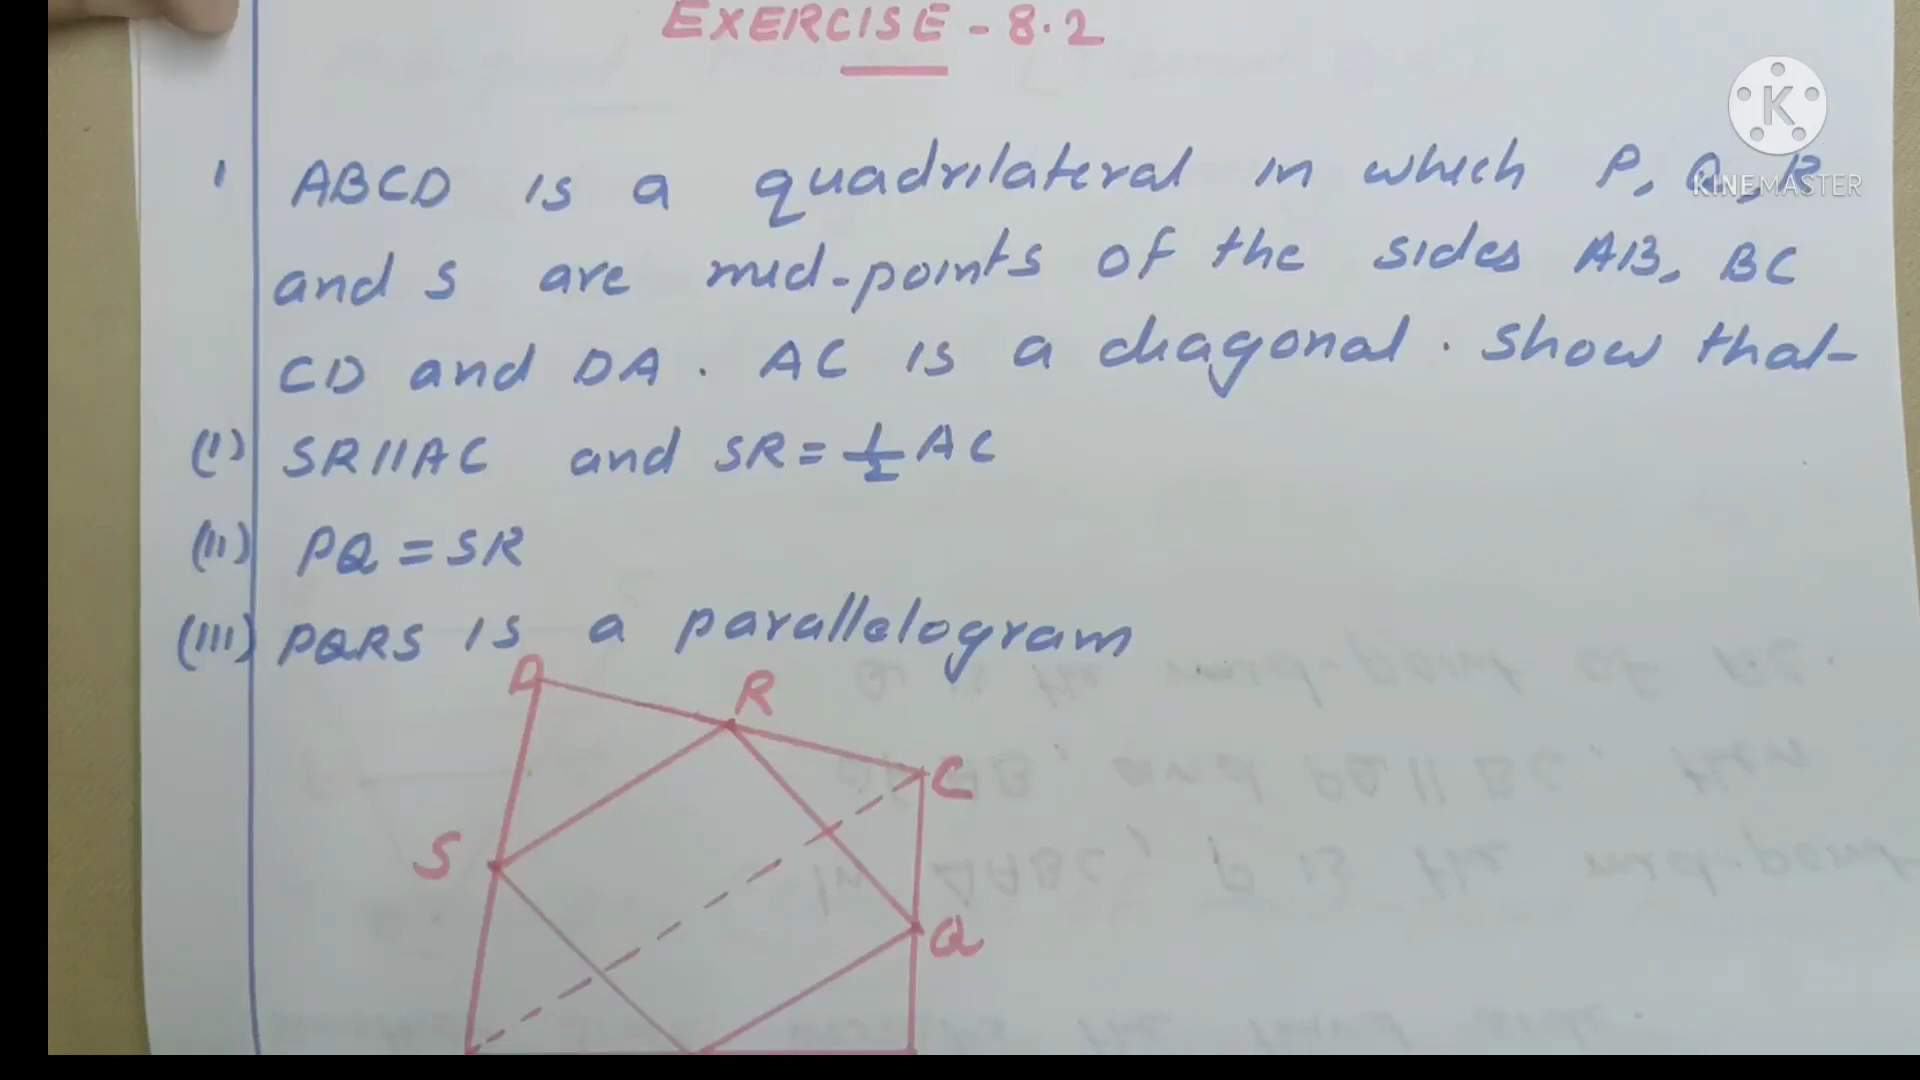 EXERCISE - 8.2
1 ABCD is a quadrilateral in which P, Q, R
and S are mid-points of the sides AB, BC
CD and DA. AC is a diagonal. Show that
(i) SR||AC and SR = 1/2 AC
(ii) PQ = SR
(iii) PQRS is a parallelogram
D
R
C
S
Q
K
KINEMASTER